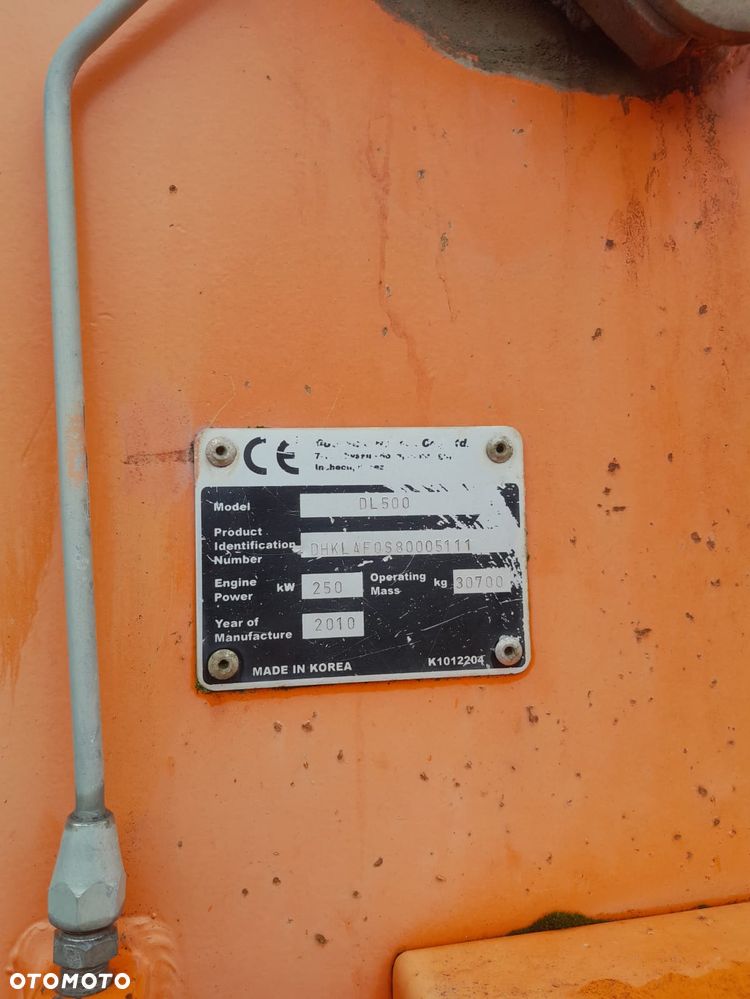 CE
Model DL500
Product
Identification DHKLAF0S80005111
Number
Engine Power kW 250 Operating Mass kg 30700
Year of
Manufacture 2010
MADE IN KOREA K1012204
OTOMOTO